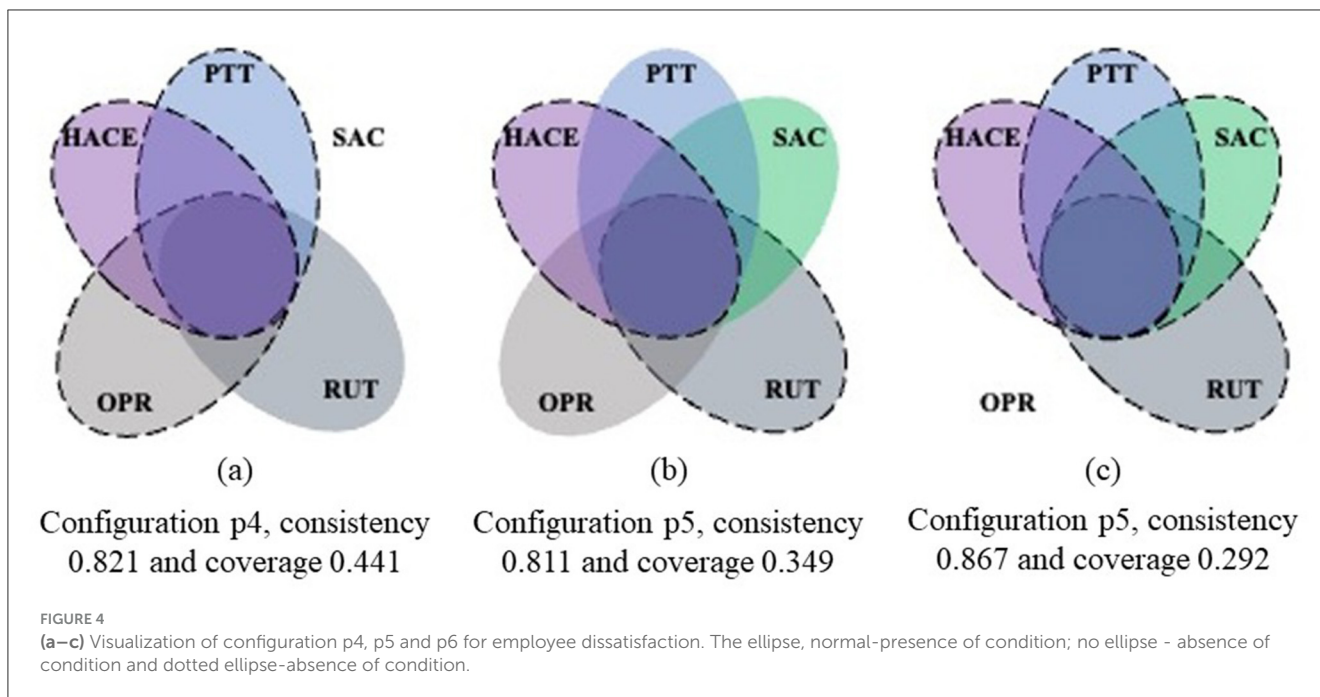 PTT
HACE
SAC
OPR
RUT
(a)
Configuration p4, consistency
0.821 and coverage 0.441
PTT
HACE
SAC
OPR
RUT
(b)
Configuration p5, consistency
0.811 and coverage 0.349
PTT
HACE
SAC
OPR
RUT
(c)
Configuration p5, consistency
0.867 and coverage 0.292
FIGURE 4
(a–c) Visualization of configuration p4, p5 and p6 for employee dissatisfaction. The ellipse, normal-presence of condition; no ellipse - absence of
condition and dotted ellipse-absence of condition.